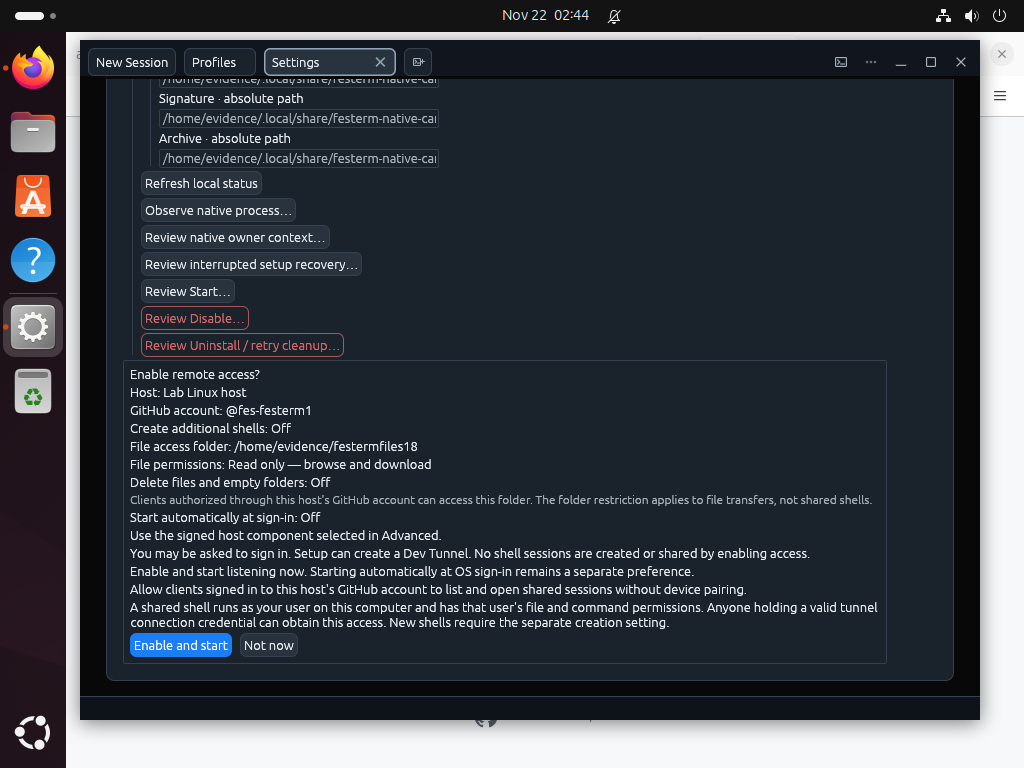 Nov 22 02:44
New Session
Profiles
Settings
Signature · absolute path
/home/evidence/.local/share/festerm-native-car
Archive · absolute path
/home/evidence/.local/share/festerm-native-car
Refresh local status
Observe native process…
Review native owner context…
Review interrupted setup recovery…
Review Start…
Review Disable…
Review Uninstall / retry cleanup…
Enable remote access?
Host: Lab Linux host
GitHub account: @fes-festerm1
Create additional shells: Off
File access folder: /home/evidence/festermfiles18
File permissions: Read only — browse and download
Delete files and empty folders: Off
Clients authorized through this host's GitHub account can access this folder. The folder restriction applies to file transfers, not shared shells.
Start automatically at sign-in: Off
Use the signed host component selected in Advanced.
You may be asked to sign in. Setup can create a Dev Tunnel. No shell sessions are created or shared by enabling access.
Enable and start listening now. Starting automatically at OS sign-in remains a separate preference.
Allow clients signed in to this host's GitHub account to list and open shared sessions without device pairing.
A shared shell runs as your user on this computer and has that user's file and command permissions. Anyone holding a valid tunnel
connection credential can obtain this access. New shells require the separate creation setting.
Enable and start
Not now